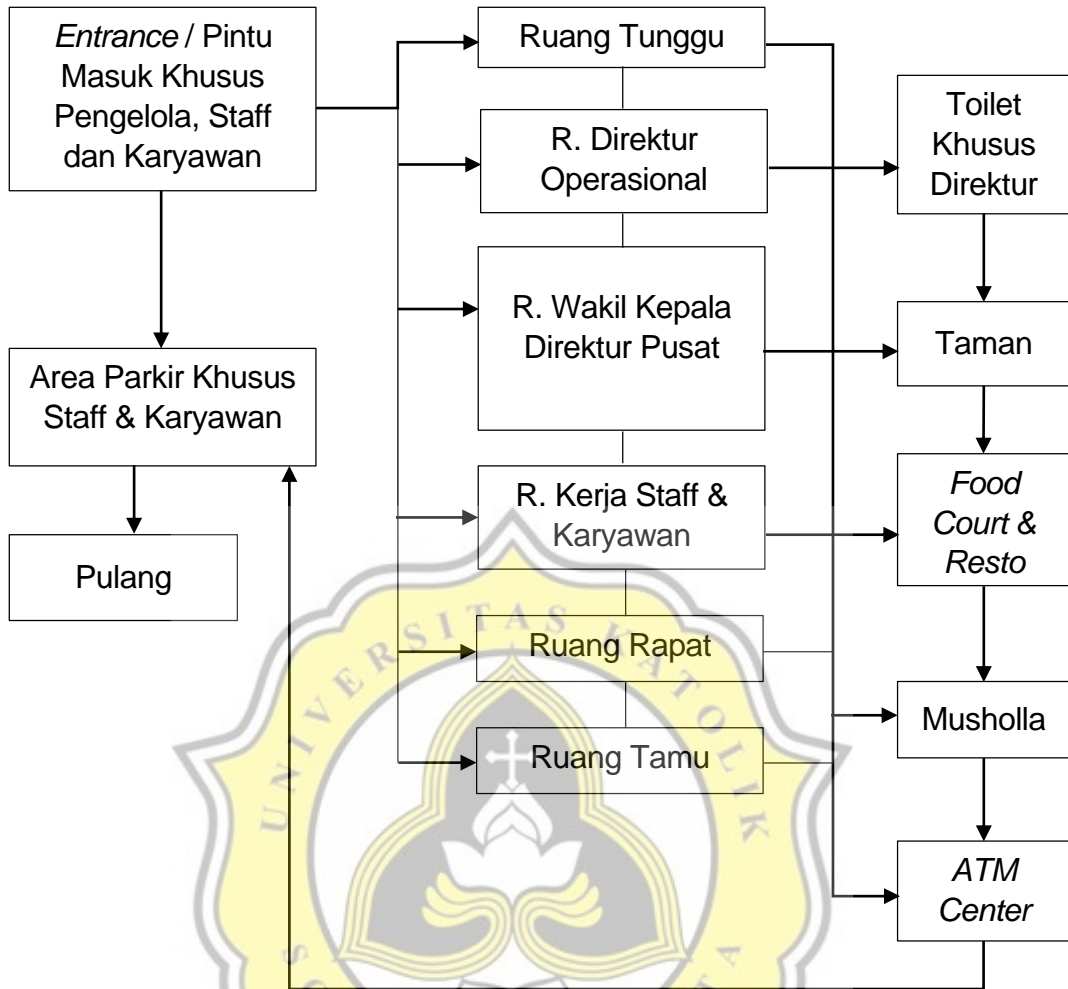 Entrance / Pintu
Masuk Khusus
Pengelola, Staff
dan Karyawan
Area Parkir Khusus
Staff & Karyawan
Pulang
Ruang Tunggu
R. Direktur
Operasional
R. Wakil Kepala
Direktur Pusat
R. Kerja Staff &
Karyawan
Ruang Rapat
Ruang Tamu
Toilet
Khusus
Direktur
Taman
Food
Court &
Resto
Musholla
ATM
Center
UNIVERSITAS KATOLIK